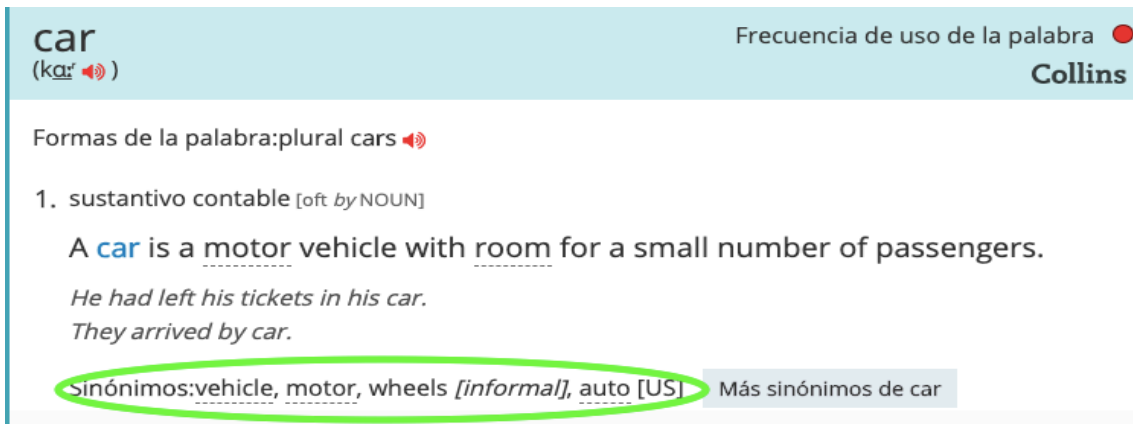 car
Frecuencia de uso de la palabra
(kɑːʳ )
Collins
Formas de la palabra:plural cars
1. sustantivo contable [oft by NOUN]
A car is a motor vehicle with room for a small number of passengers.
He had left his tickets in his car.
They arrived by car.
Sinónimos:vehicle, motor, wheels [informal], auto [US] Más sinónimos de car